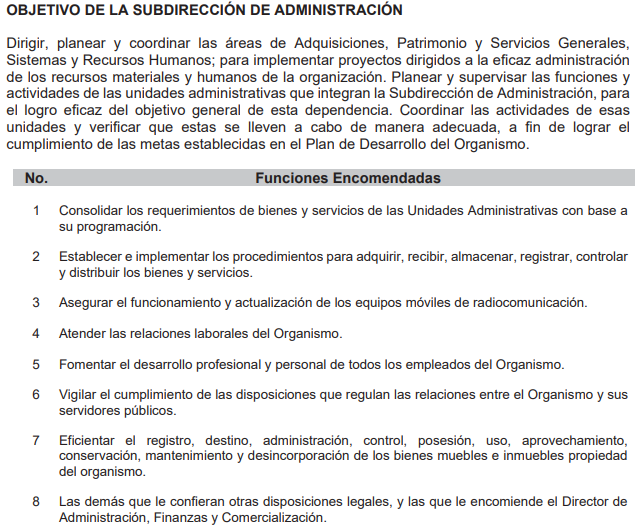 OBJETIVO DE LA SUBDIRECCIÓN DE ADMINISTRACIÓN
Dirigir, planear y coordinar las áreas de Adquisiciones, Patrimonio y Servicios Generales,
Sistemas y Recursos Humanos; para implementar proyectos dirigidos a la eficaz administración
de los recursos materiales y humanos de la organización. Planear y supervisar las funciones y
actividades de las unidades administrativas que integran la Subdirección de Administración, para
el logro eficaz del objetivo general de esta dependencia. Coordinar las actividades de esas
unidades y verificar que estas se lleven a cabo de manera adecuada, a fin de lograr el
cumplimiento de las metas establecidas en el Plan de Desarrollo del Organismo.
No. Funciones Encomendadas
1 Consolidar los requerimientos de bienes y servicios de las Unidades Administrativas con base a
su programación.
2 Establecer e implementar los procedimientos para adquirir, recibir, almacenar, registrar, controlar
y distribuir los bienes y servicios.
3 Asegurar el funcionamiento y actualización de los equipos móviles de radiocomunicación.
4 Atender las relaciones laborales del Organismo.
5 Fomentar el desarrollo profesional y personal de todos los empleados del Organismo.
6 Vigilar el cumplimiento de las disposiciones que regulan las relaciones entre el Organismo y sus
servidores públicos.
7 Eficientar el registro, destino, administración, control, posesión, uso, aprovechamiento,
conservación, mantenimiento y desincorporación de los bienes muebles e inmuebles propiedad
del organismo.
8 Las demás que le confieran otras disposiciones legales, y las que le encomiende el Director de
Administración, Finanzas y Comercialización.